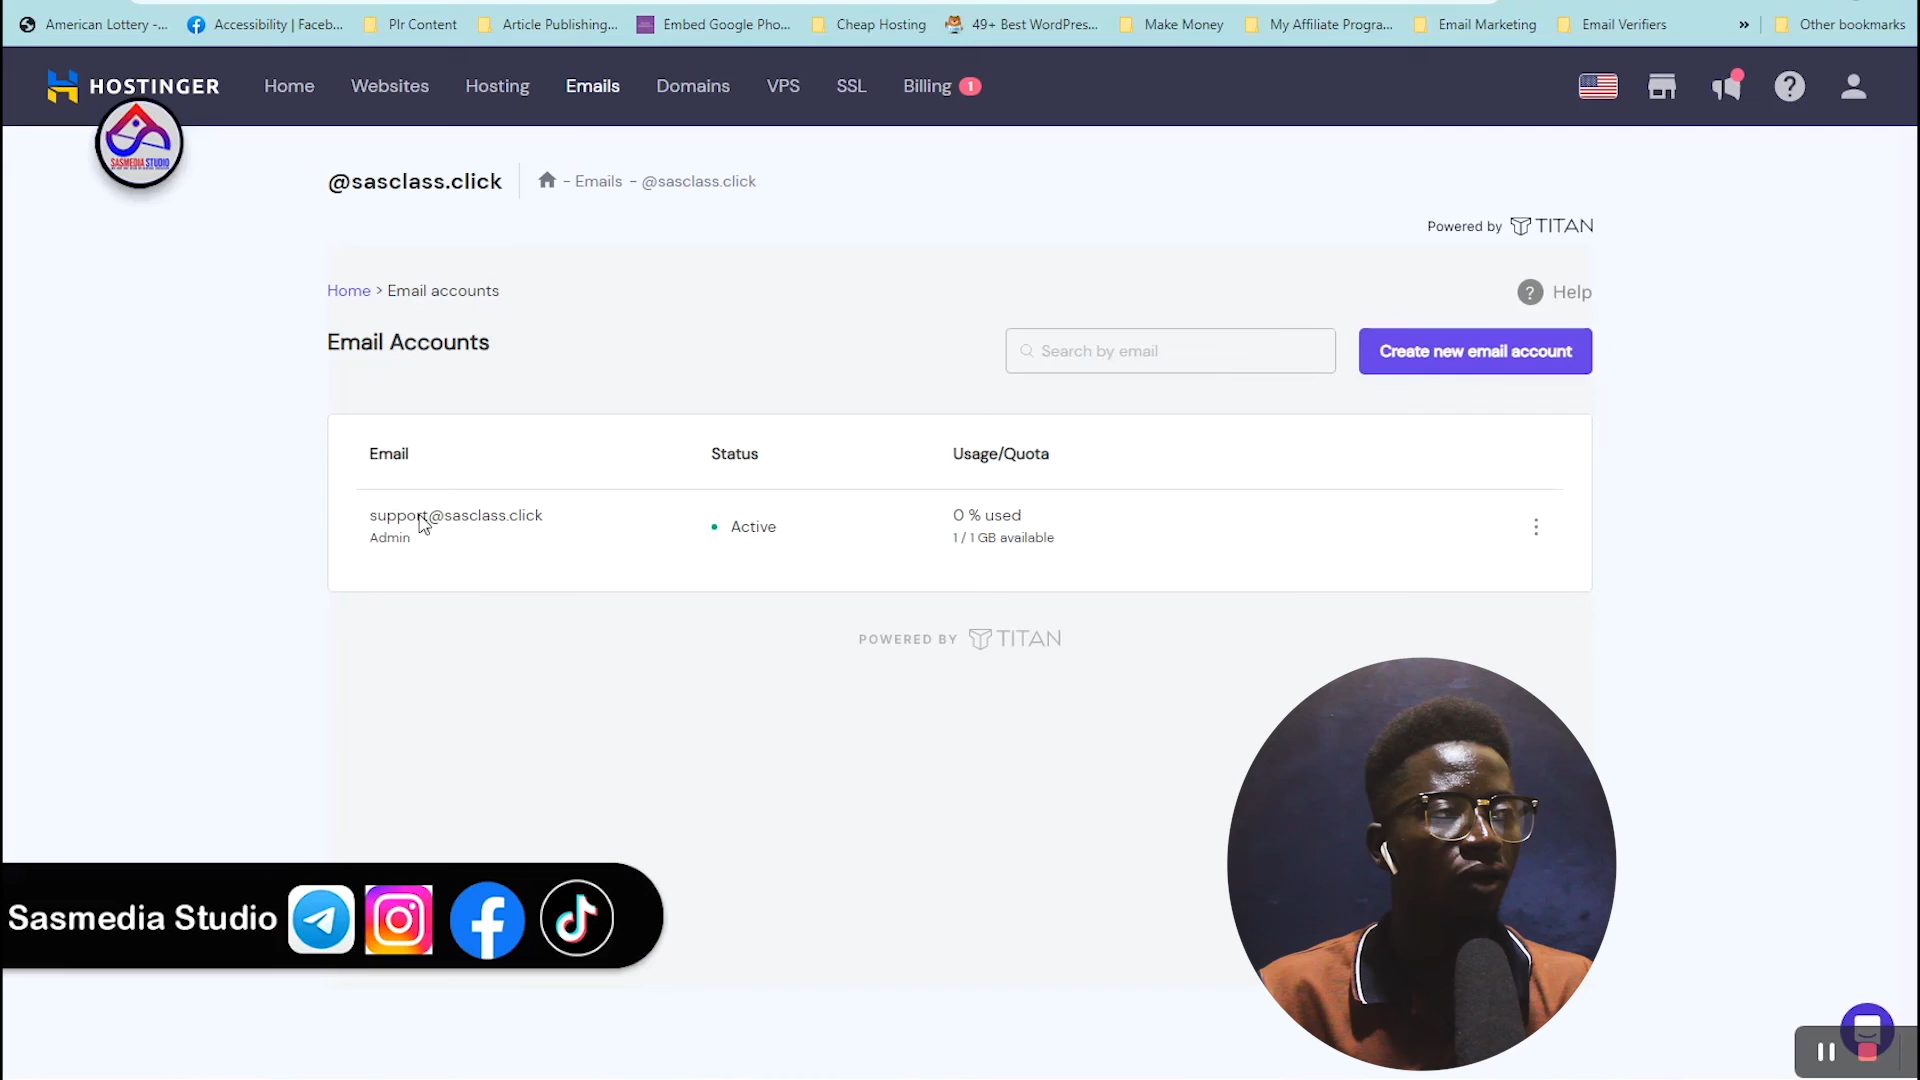 American Lottery -...
Accessibility | Faceb...
Plr Content
Article Publishing...
Embed Google Pho...
Cheap Hosting
49+ Best WordPres...
Make Money
My Affiliate Progra...
Email Marketing
Email Verifiers
»
Other bookmarks
HOSTINGER
Home
Websites
Hosting
Emails
Domains
VPS
SSL
Billing 1
SASMEDIA STUDIO
@sasclass.click
- Emails - @sasclass.click
Powered by TITAN
Home > Email accounts
? Help
Email Accounts
Search by email
Create new email account
Email Status Usage/Quota
support@sasclass.click
Admin
Active
0 % used
1 / 1 GB available
POWERED BY TITAN
Sasmedia Studio